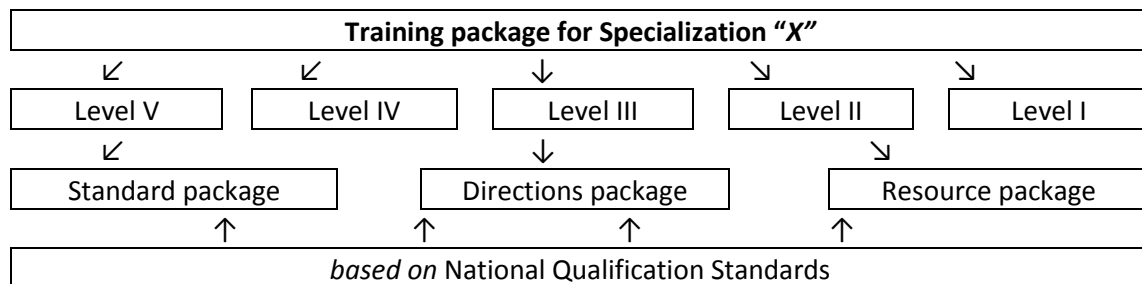 Training package for Specialization “X”
Level V Level IV Level III Level II Level I
Standard package Directions package Resource package
based on National Qualification Standards